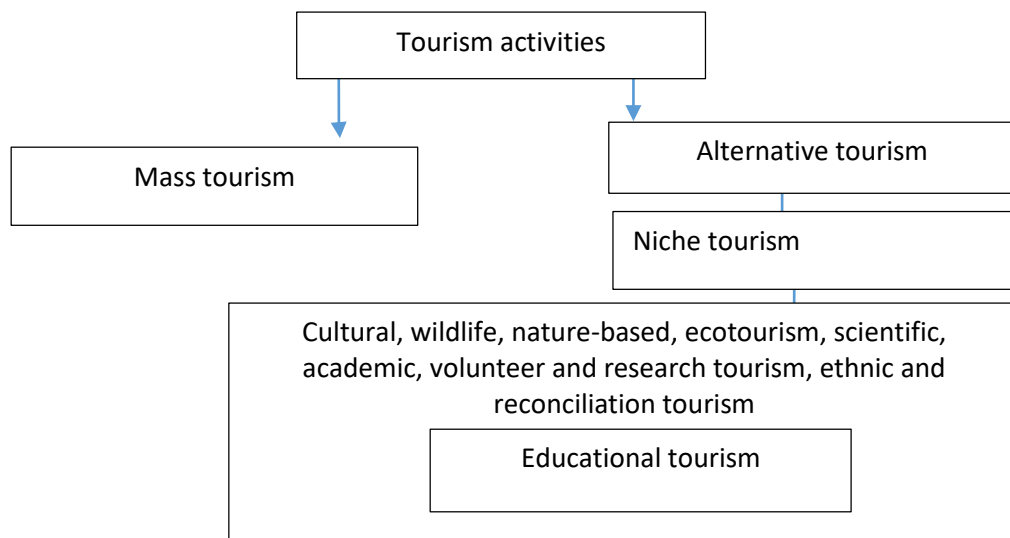 Tourism activities
Mass tourism
Alternative tourism
Niche tourism
Cultural, wildlife, nature-based, ecotourism, scientific,
academic, volunteer and research tourism, ethnic and
reconciliation tourism
Educational tourism